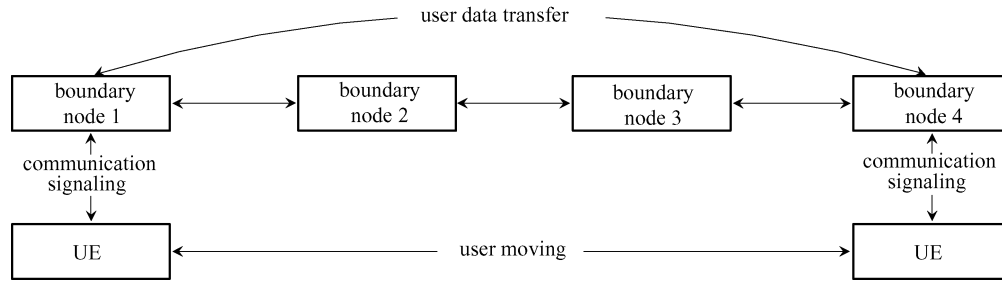 user data transfer
boundary
node 1
boundary
node 2
boundary
node 3
boundary
node 4
communication
signaling
communication
signaling
UE
user moving
UE